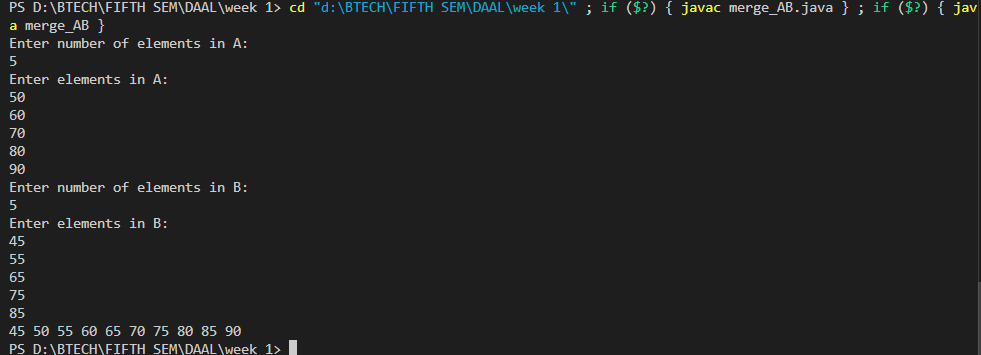 PS D:\BTECH\FIFTH SEM\DAAL\week 1> cd "d:\BTECH\FIFTH SEM\DAAL\week 1\" ; if ($?) { javac merge_AB.java } ; if ($?) { jav
a merge_AB }
Enter number of elements in A:
5
Enter elements in A:
50
60
70
80
90
Enter number of elements in B:
5
Enter elements in B:
45
55
65
75
85
45 50 55 60 65 70 75 80 85 90
PS D:\BTECH\FIFTH SEM\DAAL\week 1>